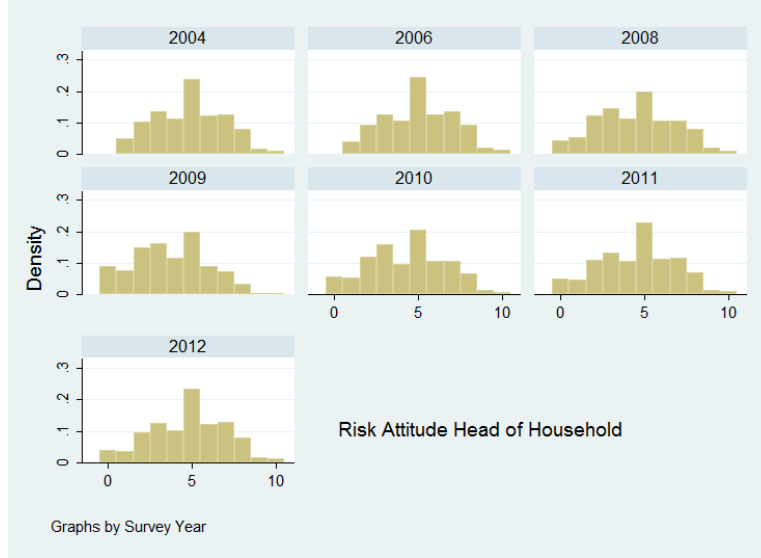 2004 2006 2008
0 .1 .2 .3
2009 2010 2011
0 .1 .2 .3
Density
0 5 10 0 5 10
2012
0 .1 .2 .3
0 5 10
Risk Attitude Head of Household
Graphs by Survey Year